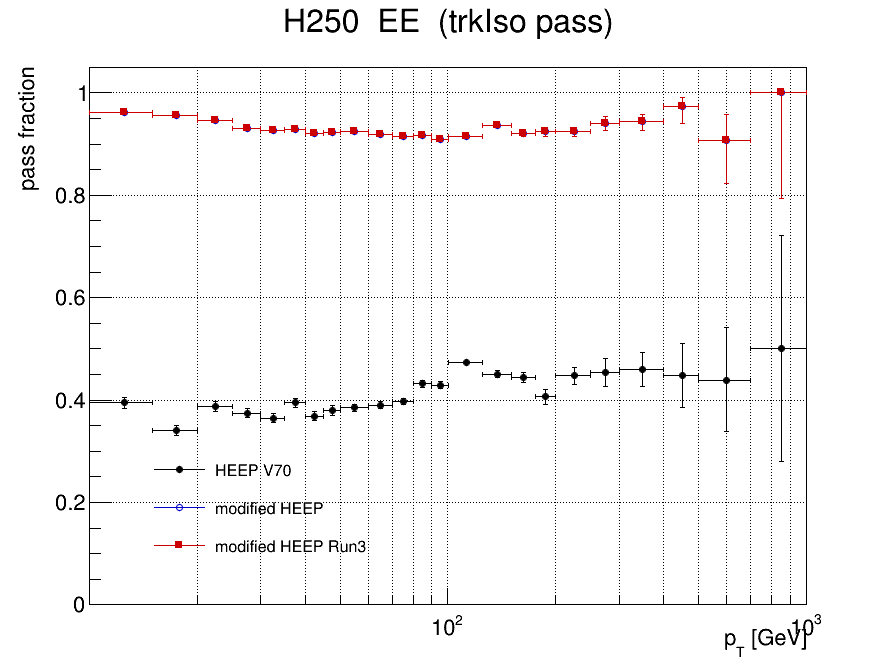 H250 EE (trkIso pass)
pass fraction
1
0.8
0.6
0.4
0.2
0
HEEP V70
modified HEEP
modified HEEP Run3
10²
10³
p_T [GeV]